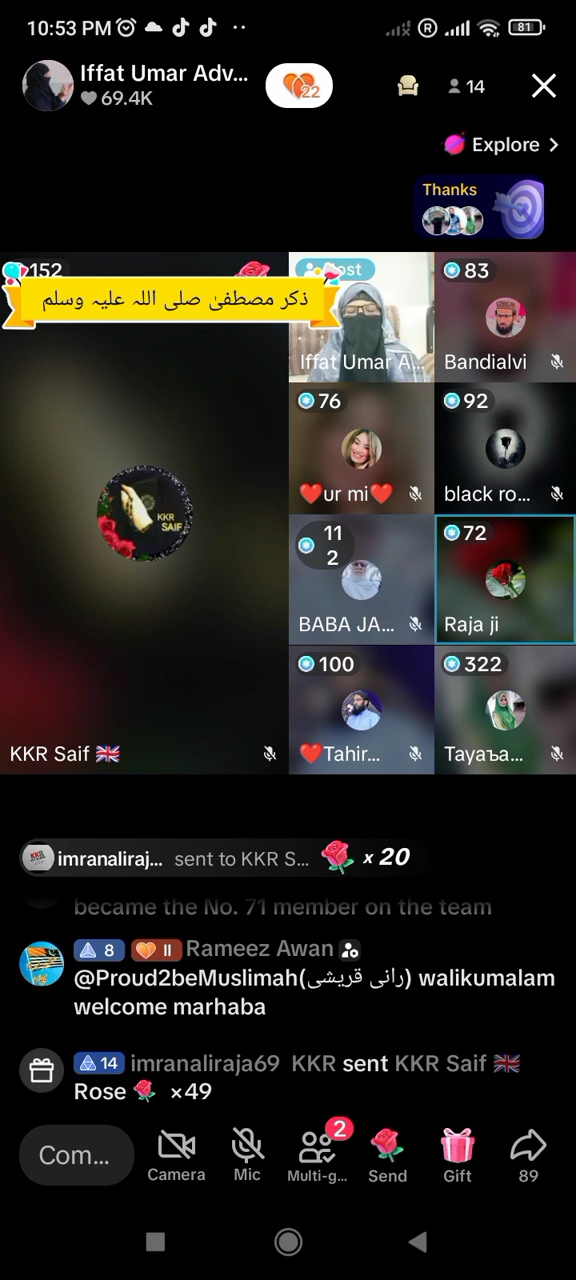 10:53 PM
R
81
Iffat Umar Adv...
69.4K
22
14
Explore
Thanks
152
ذکر مصطفیٰ صلی اللہ علیہ وسلم
Iffat Umar A...
83
Bandialvi
76
❤️ur mi❤️
92
black ro...
11
2
BABA JA...
72
Raja ji
KKR
SAIF
KKR Saif 🇬🇧
100
❤️Tahir...
322
Tayaъa...
imranaliraj... sent to KKR S... x 20
became the No. 71 member on the team
8 II Rameez Awan
@Proud2beMuslimah(رانی قریشی) walikumalam
welcome marhaba
14 imranaliraja69 KKR sent KKR Saif 🇬🇧
Rose 🌹 ×49
Com...
Camera
Mic
2
Multi-g...
Send
Gift
89